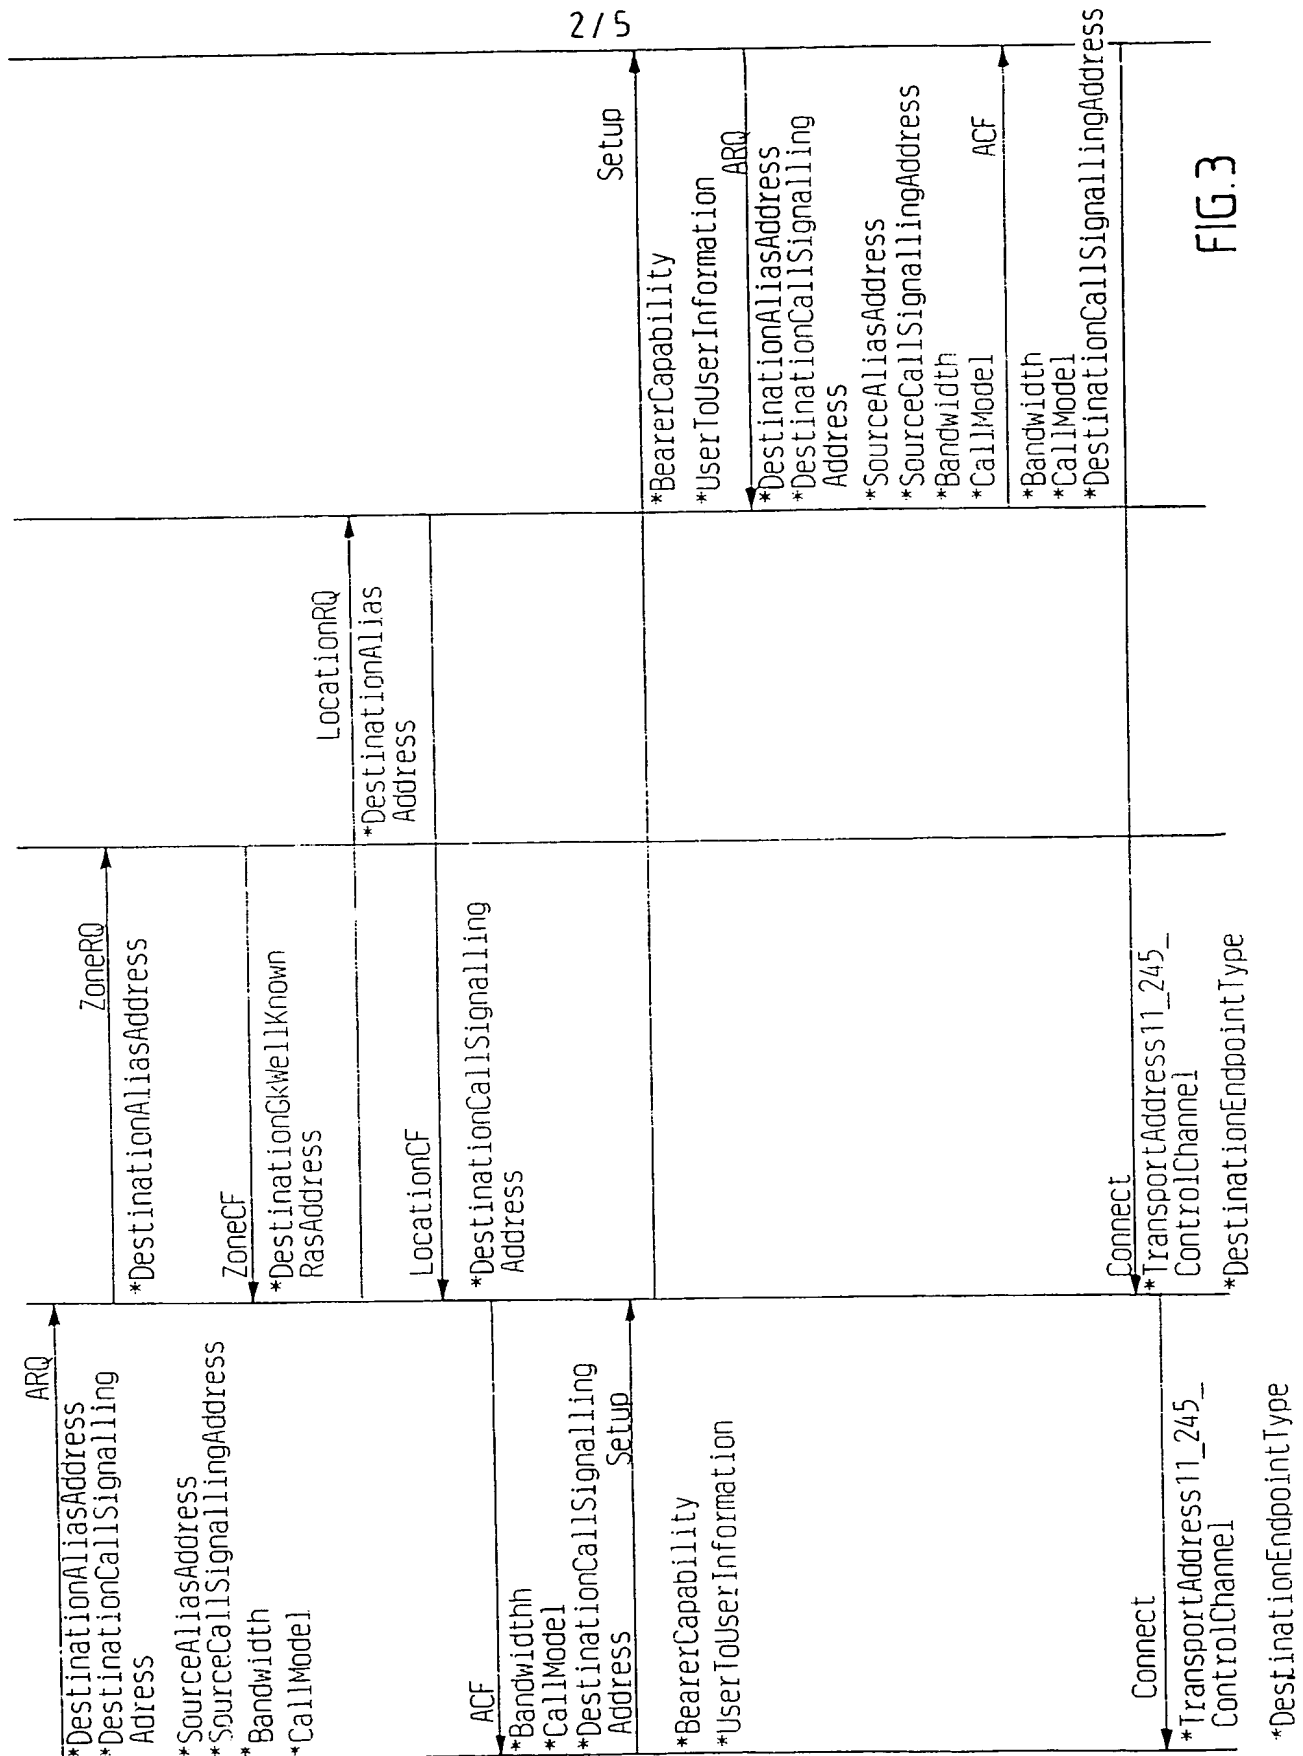 2/5
ARQ
*DestinationAliasAddress
*DestinationCallSignalling
Adress
*SourceAliasAddress
*SourceCallSignallingAddress
*Bandwidth
*CallModel
ZoneRQ
*DestinationAliasAddress
ZoneCF
*DestinationGkWellKnown
RasAddress
LocationRQ
*DestinationAlias
Address
LocationCF
*DestinationCallSignalling
Address
ACF
*Bandwidthh
*CallModel
*DestinationCallSignalling
Address
Setup
*BearerCapability
*UserToUserInformation
Setup
*BearerCapability
*UserToUserInformation
ARQ
*DestinationAliasAddress
*DestinationCallSignalling
Address
*SourceAliasAddress
*SourceCallSignallingAddress
*Bandwidth
*CallModel
ACF
*Bandwidth
*CallModel
*DestinationCallSignallingAddress
Connect
*TransportAddress11_245_
ControlChannel
*DestinationEndpointType
Connect
*TransportAddress11_245_
ControlChannel
*DestinationEndpointType
FIG.3